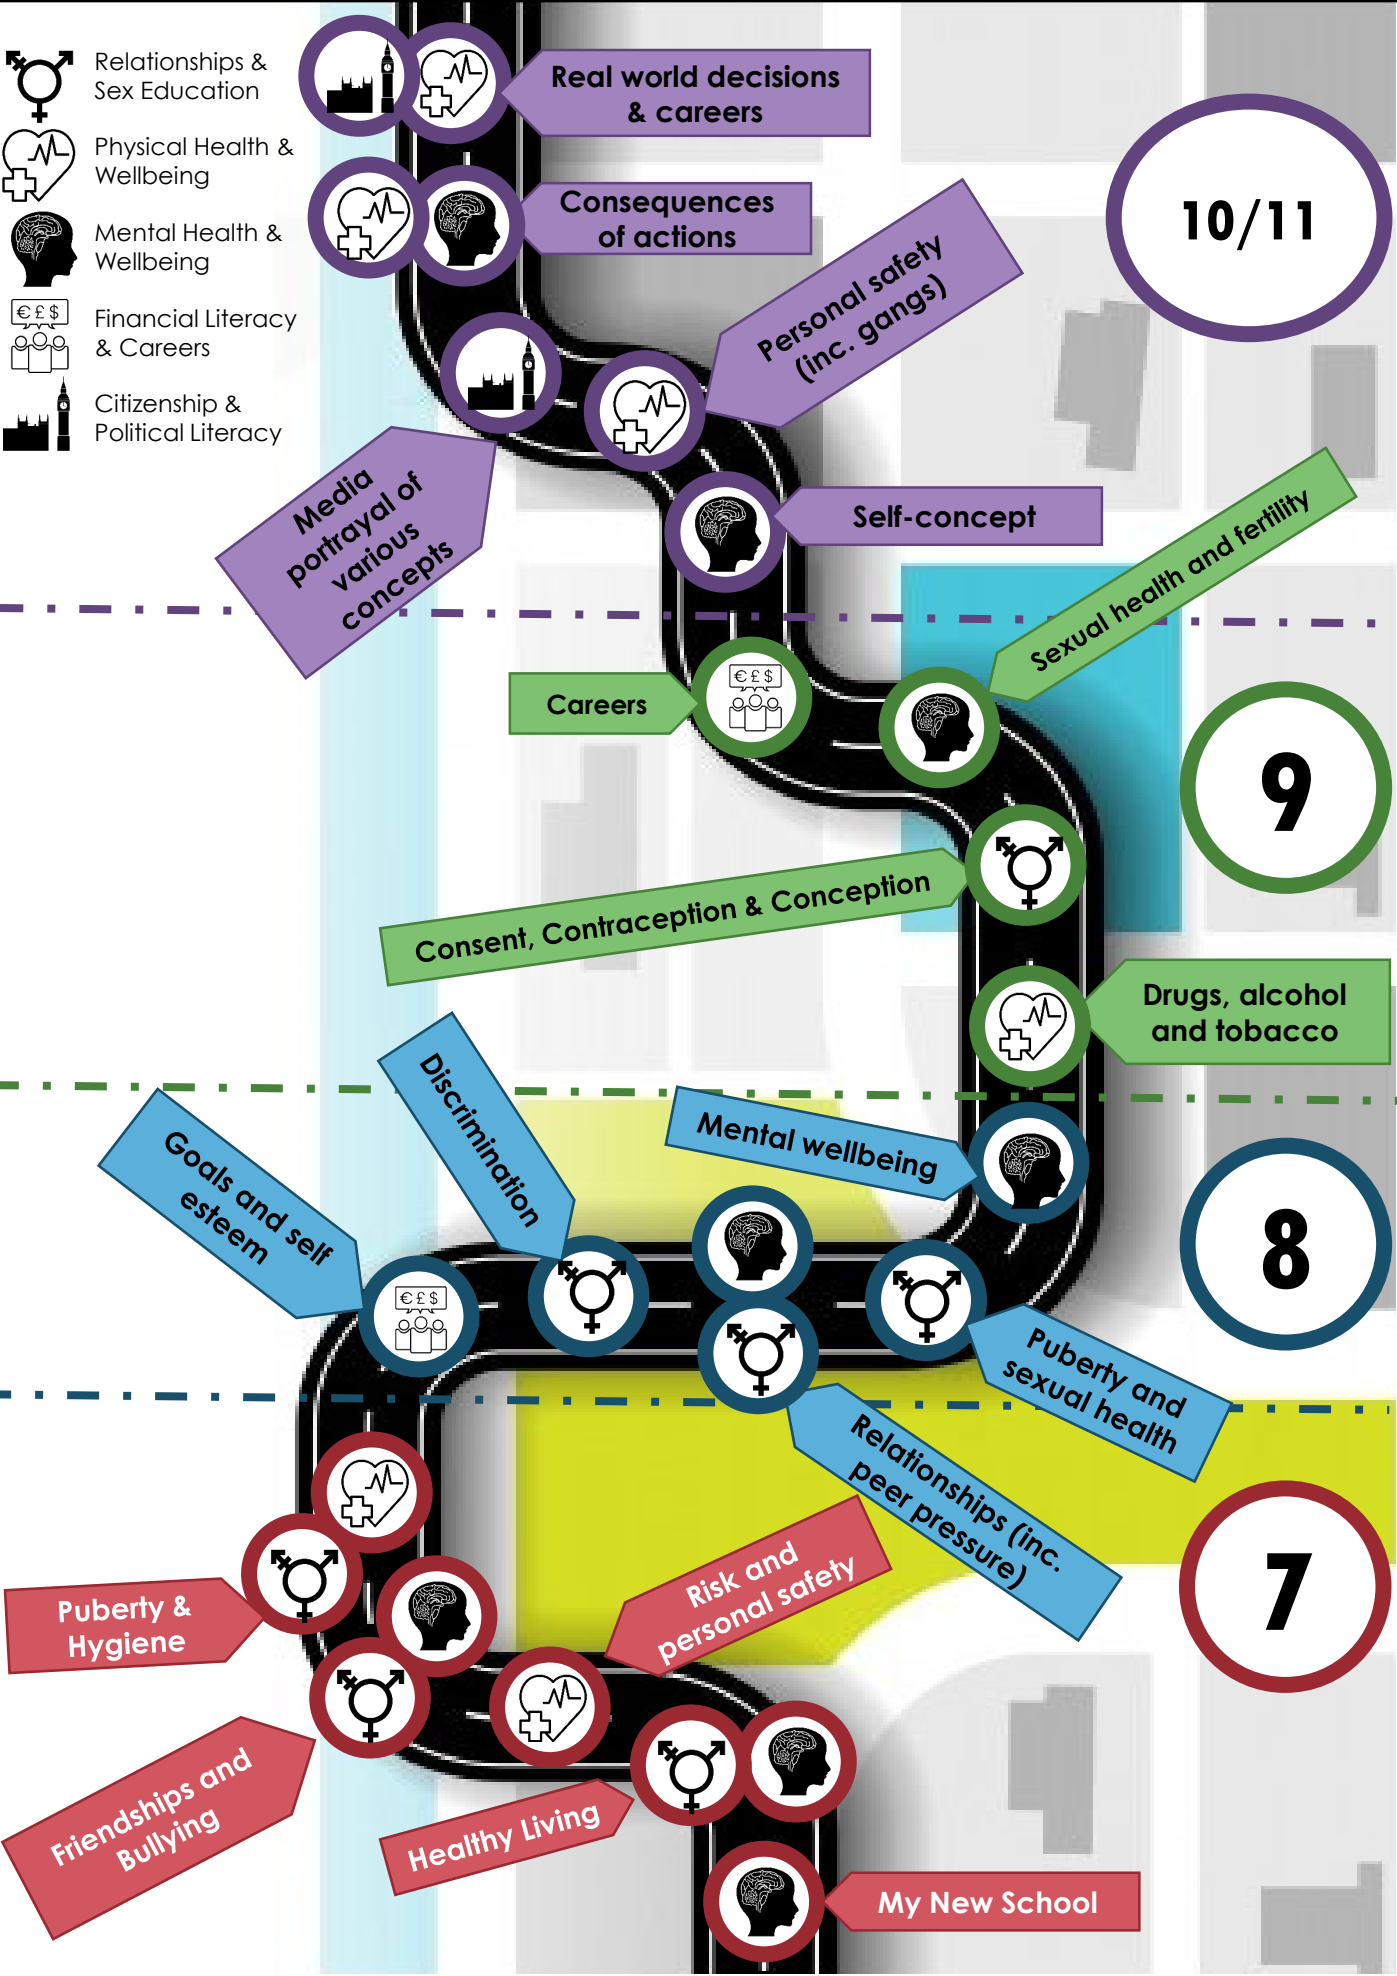 Relationships &
Sex Education
Physical Health &
Wellbeing
Mental Health &
Wellbeing
€ £ $
Financial Literacy
& Careers
Citizenship &
Political Literacy
Real world decisions
& careers
Consequences
of actions
10/11
Personal safety
(inc. gangs)
Media
portrayal of
various
concepts
Self-concept
Sexual health and fertility
€ £ $
Careers
9
Consent, Contraception & Conception
Drugs, alcohol
and tobacco
Discrimination
Mental wellbeing
Goals and self
esteem
8
€ £ $
Puberty and
sexual health
Relationships (inc.
peer pressure)
7
Risk and
personal safety
Puberty &
Hygiene
Friendships and
Bullying
Healthy Living
My New School